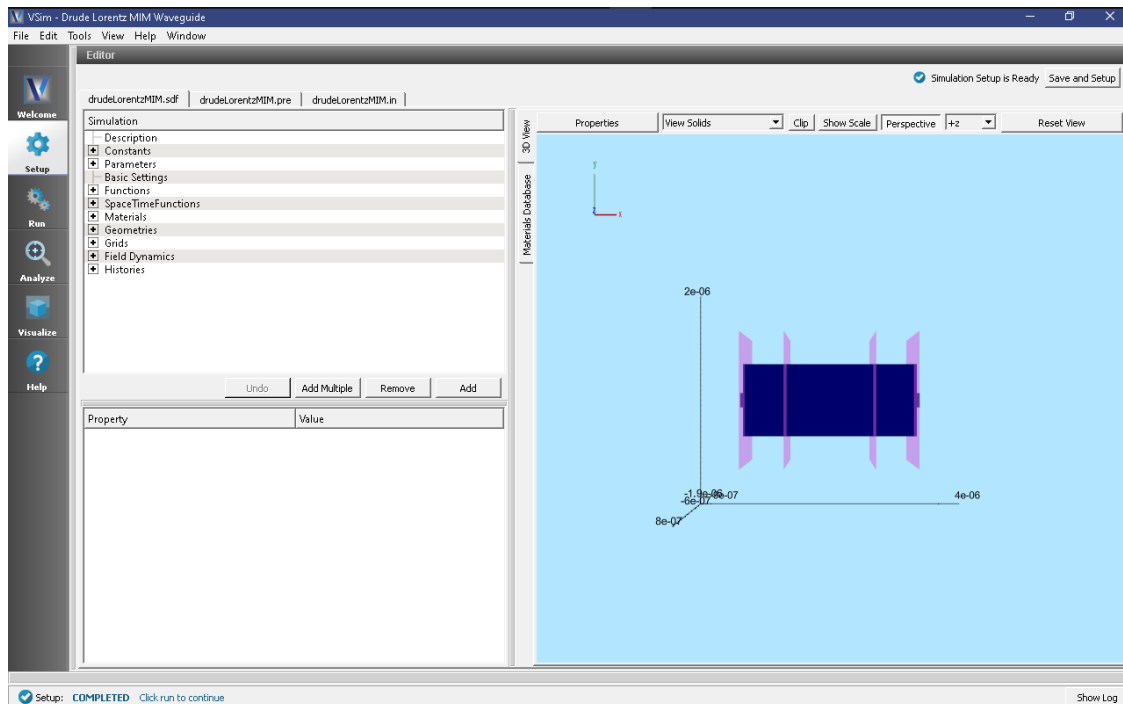 VSim - Drude Lorentz MIM Waveguide
File Edit Tools View Help Window
Editor
Simulation Setup is Ready Save and Setup
drudeLorentzMIM.sdf drudeLorentzMIM.pre drudeLorentzMIM.in
Welcome
Setup
Run
Analyze
Visualize
Help
Simulation
Description
Constants
Parameters
Basic Settings
Functions
SpaceTimeFunctions
Materials
Geometries
Grids
Field Dynamics
Histories
Undo Add Multiple Remove Add
Property Value
3D View
Materials Database
Properties View Solids Clip Show Scale Perspective +z Reset View
y
z x
2e-06
4e-06
8e-07
Setup: COMPLETED Click run to continue Show Log